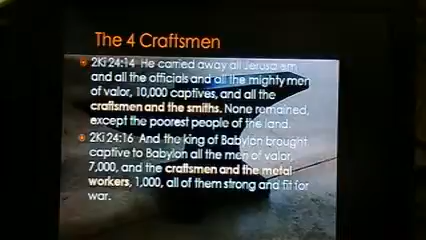 The 4 Craftsmen
2Ki 24:14 He carried away all Jerusalem
and all the officials and all the mighty men
of valor, 10,000 captives, and all the
craftsmen and the smiths. None remained,
except the poorest people of the land.
2Ki 24:16 And the king of Babylon brought
captive to Babylon all the men of valor,
7,000, and the craftsmen and the metal
workers, 1,000, all of them strong and fit for
war.